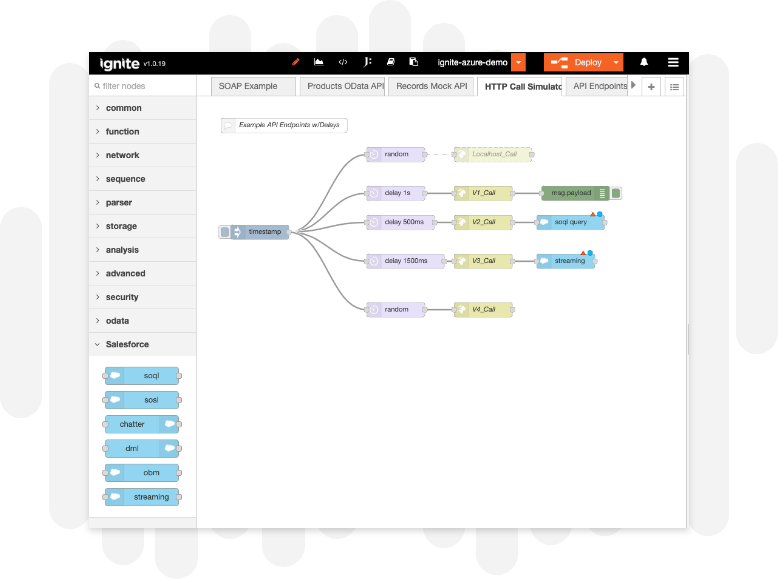 ignite v1.0.19
</>
J:
ignite-azure-demo
Deploy
filter nodes
SOAP Example
Products OData API
Records Mock API
HTTP Call Simulato
API Endpoints
common
function
network
sequence
parser
storage
analysis
advanced
security
odata
Salesforce
soql
sosl
chatter
dml
obm
streaming
Example API Endpoints w/Delays
random
Localhost_Call
delay 1s
V1_Call
msg.payload
delay 500ms
V2_Call
soql query
timestamp
delay 1500ms
V3_Call
streaming
random
V4_Call